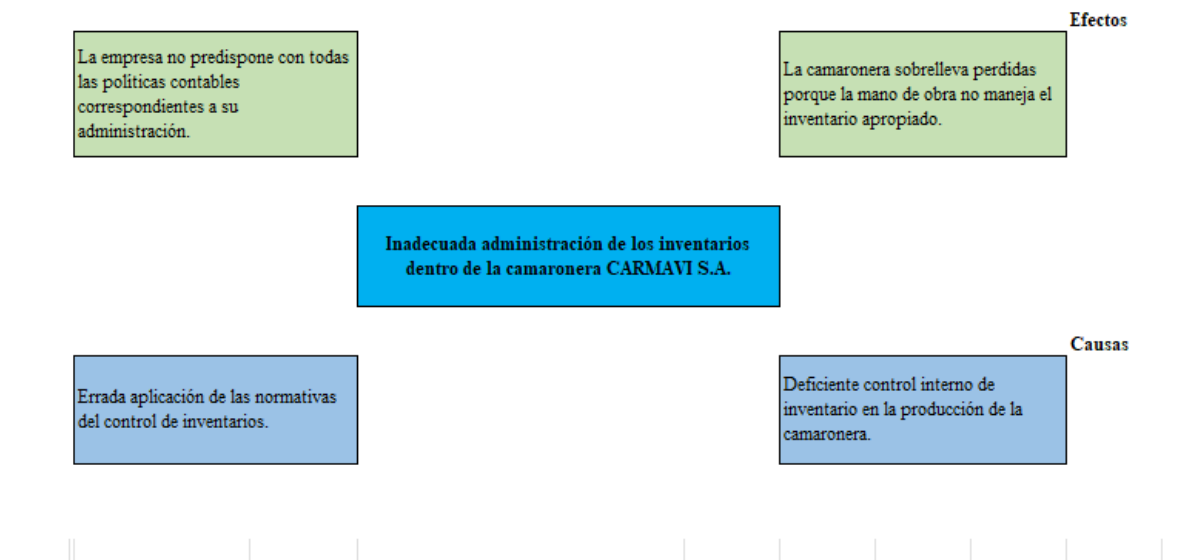 Efectos
La empresa no predispone con todas
las politicas contables
correspondientes a su
administración.
La camaronera sobrelleva perdidas
porque la mano de obra no maneja el
inventario apropiado.
Inadecuada administración de los inventarios
dentro de la camaronera CARMAVI S.A.
Causas
Errada aplicación de las normativas
del control de inventarios.
Deficiente control interno de
inventario en la producción de la
camaronera.